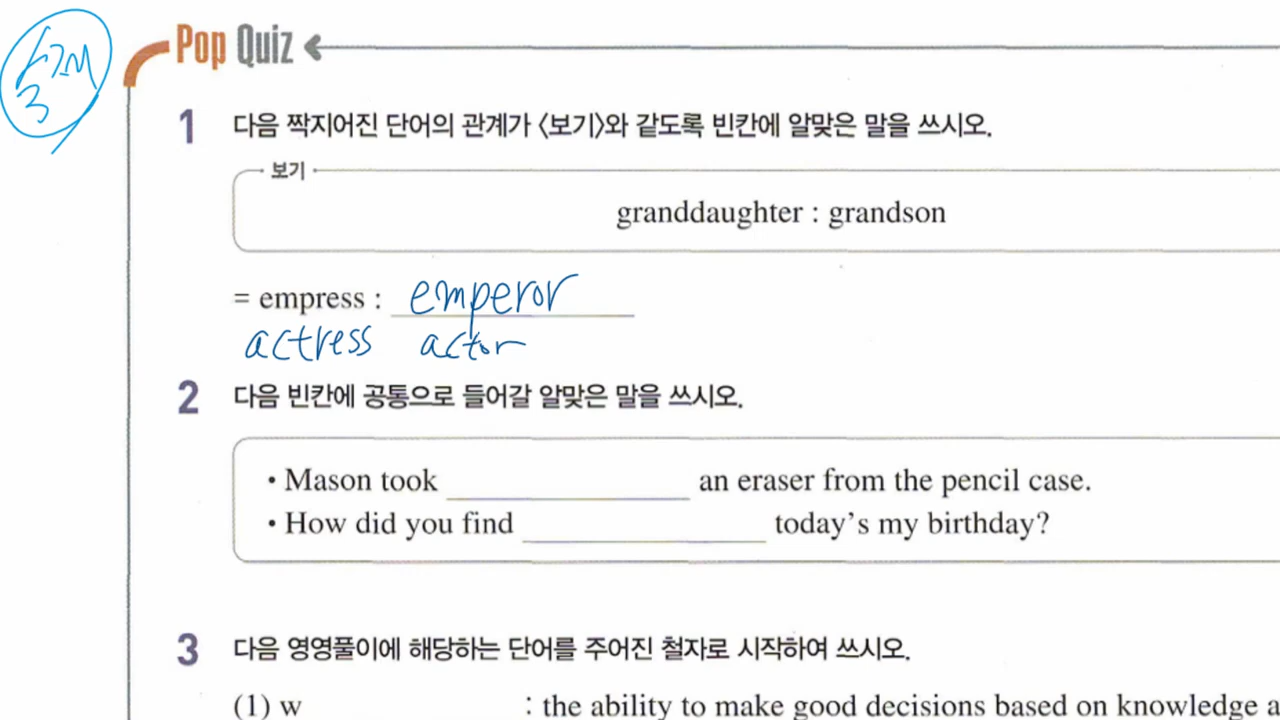 Pop Quiz
1 다음 짝지어진 단어의 관계가 〈보기〉와 같도록 빈칸에 알맞은 말을 쓰시오.
보기
granddaughter : grandson
= empress : emperor
actress actor
2 다음 빈칸에 공통으로 들어갈 알맞은 말을 쓰시오.
• Mason took ____________ an eraser from the pencil case.
• How did you find ____________ today's my birthday?
3 다음 영영풀이에 해당하는 단어를 주어진 철자로 시작하여 쓰시오.
(1) w ____________ : the ability to make good decisions based on knowledge a